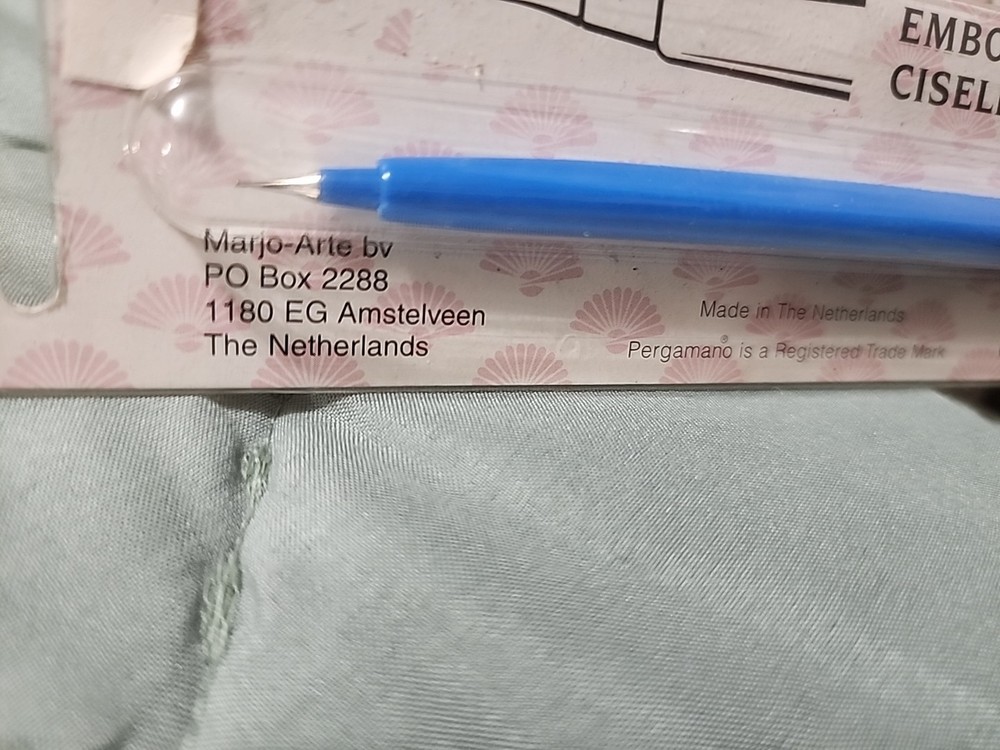 EMBO
CISEL
Marjo-Arte bv
PO Box 2288
1180 EG Amstelveen
The Netherlands
Made in The Netherlands
Pergamano® is a Registered Trade Mark